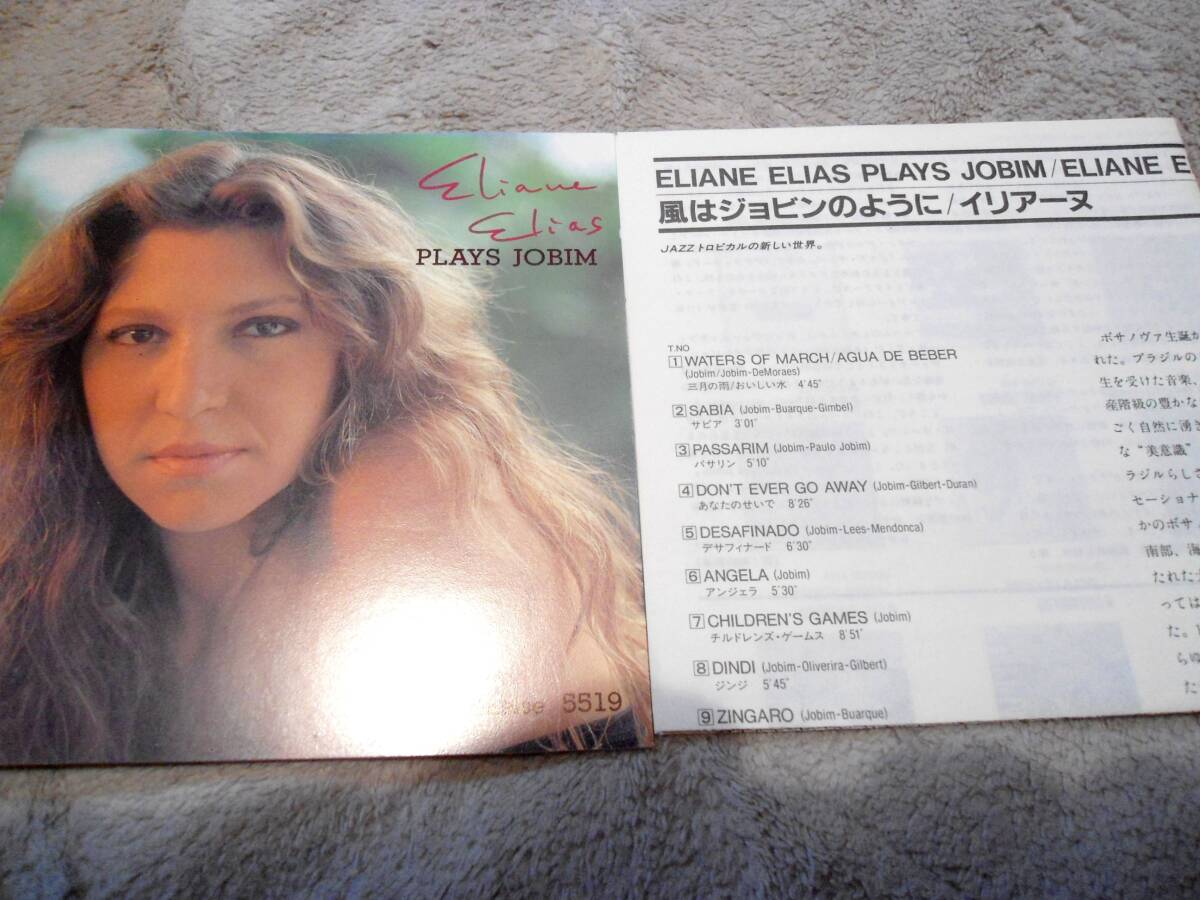 Eliane
Elias
PLAYS JOBIM
5519
ELIANE ELIAS PLAYS JOBIM/ELIANE E
風はジョビンのように/イリアーヌ
JAZZトロピカルの新しい世界。
T.NO
1 WATERS OF MARCH/AGUA DE BEBER
(Jobim/Jobim-DeMoraes)
三月の雨/おいしい水 4'45"
2 SABIA (Jobim-Buarque-Gimbel)
サビア 3'01"
3 PASSARIM (Jobim-Paulo Jobim)
パサリン 5'10"
4 DON'T EVER GO AWAY (Jobim-Gilbert-Duran)
あなたのせいで 8'26"
5 DESAFINADO (Jobim-Lees-Mendonca)
デサフィナード 6'30"
6 ANGELA (Jobim)
アンジェラ 5'30"
7 CHILDREN'S GAMES (Jobim)
チルドレンズ・ゲームス 8'51"
8 DINDI (Jobim-Oliverira-Gilbert)
ジンジ 5'45"
9 ZINGARO (Jobim-Buarque)
ボサノヴァ生誕か
れた。ブラジルの
生を受けた音楽、
産階級の豊かな
ごく自然に湧き
な“美意識”
ラジルらしさ
セーショナ
かのボサ
南部、海
たれた
っては
た。
らゆ
た